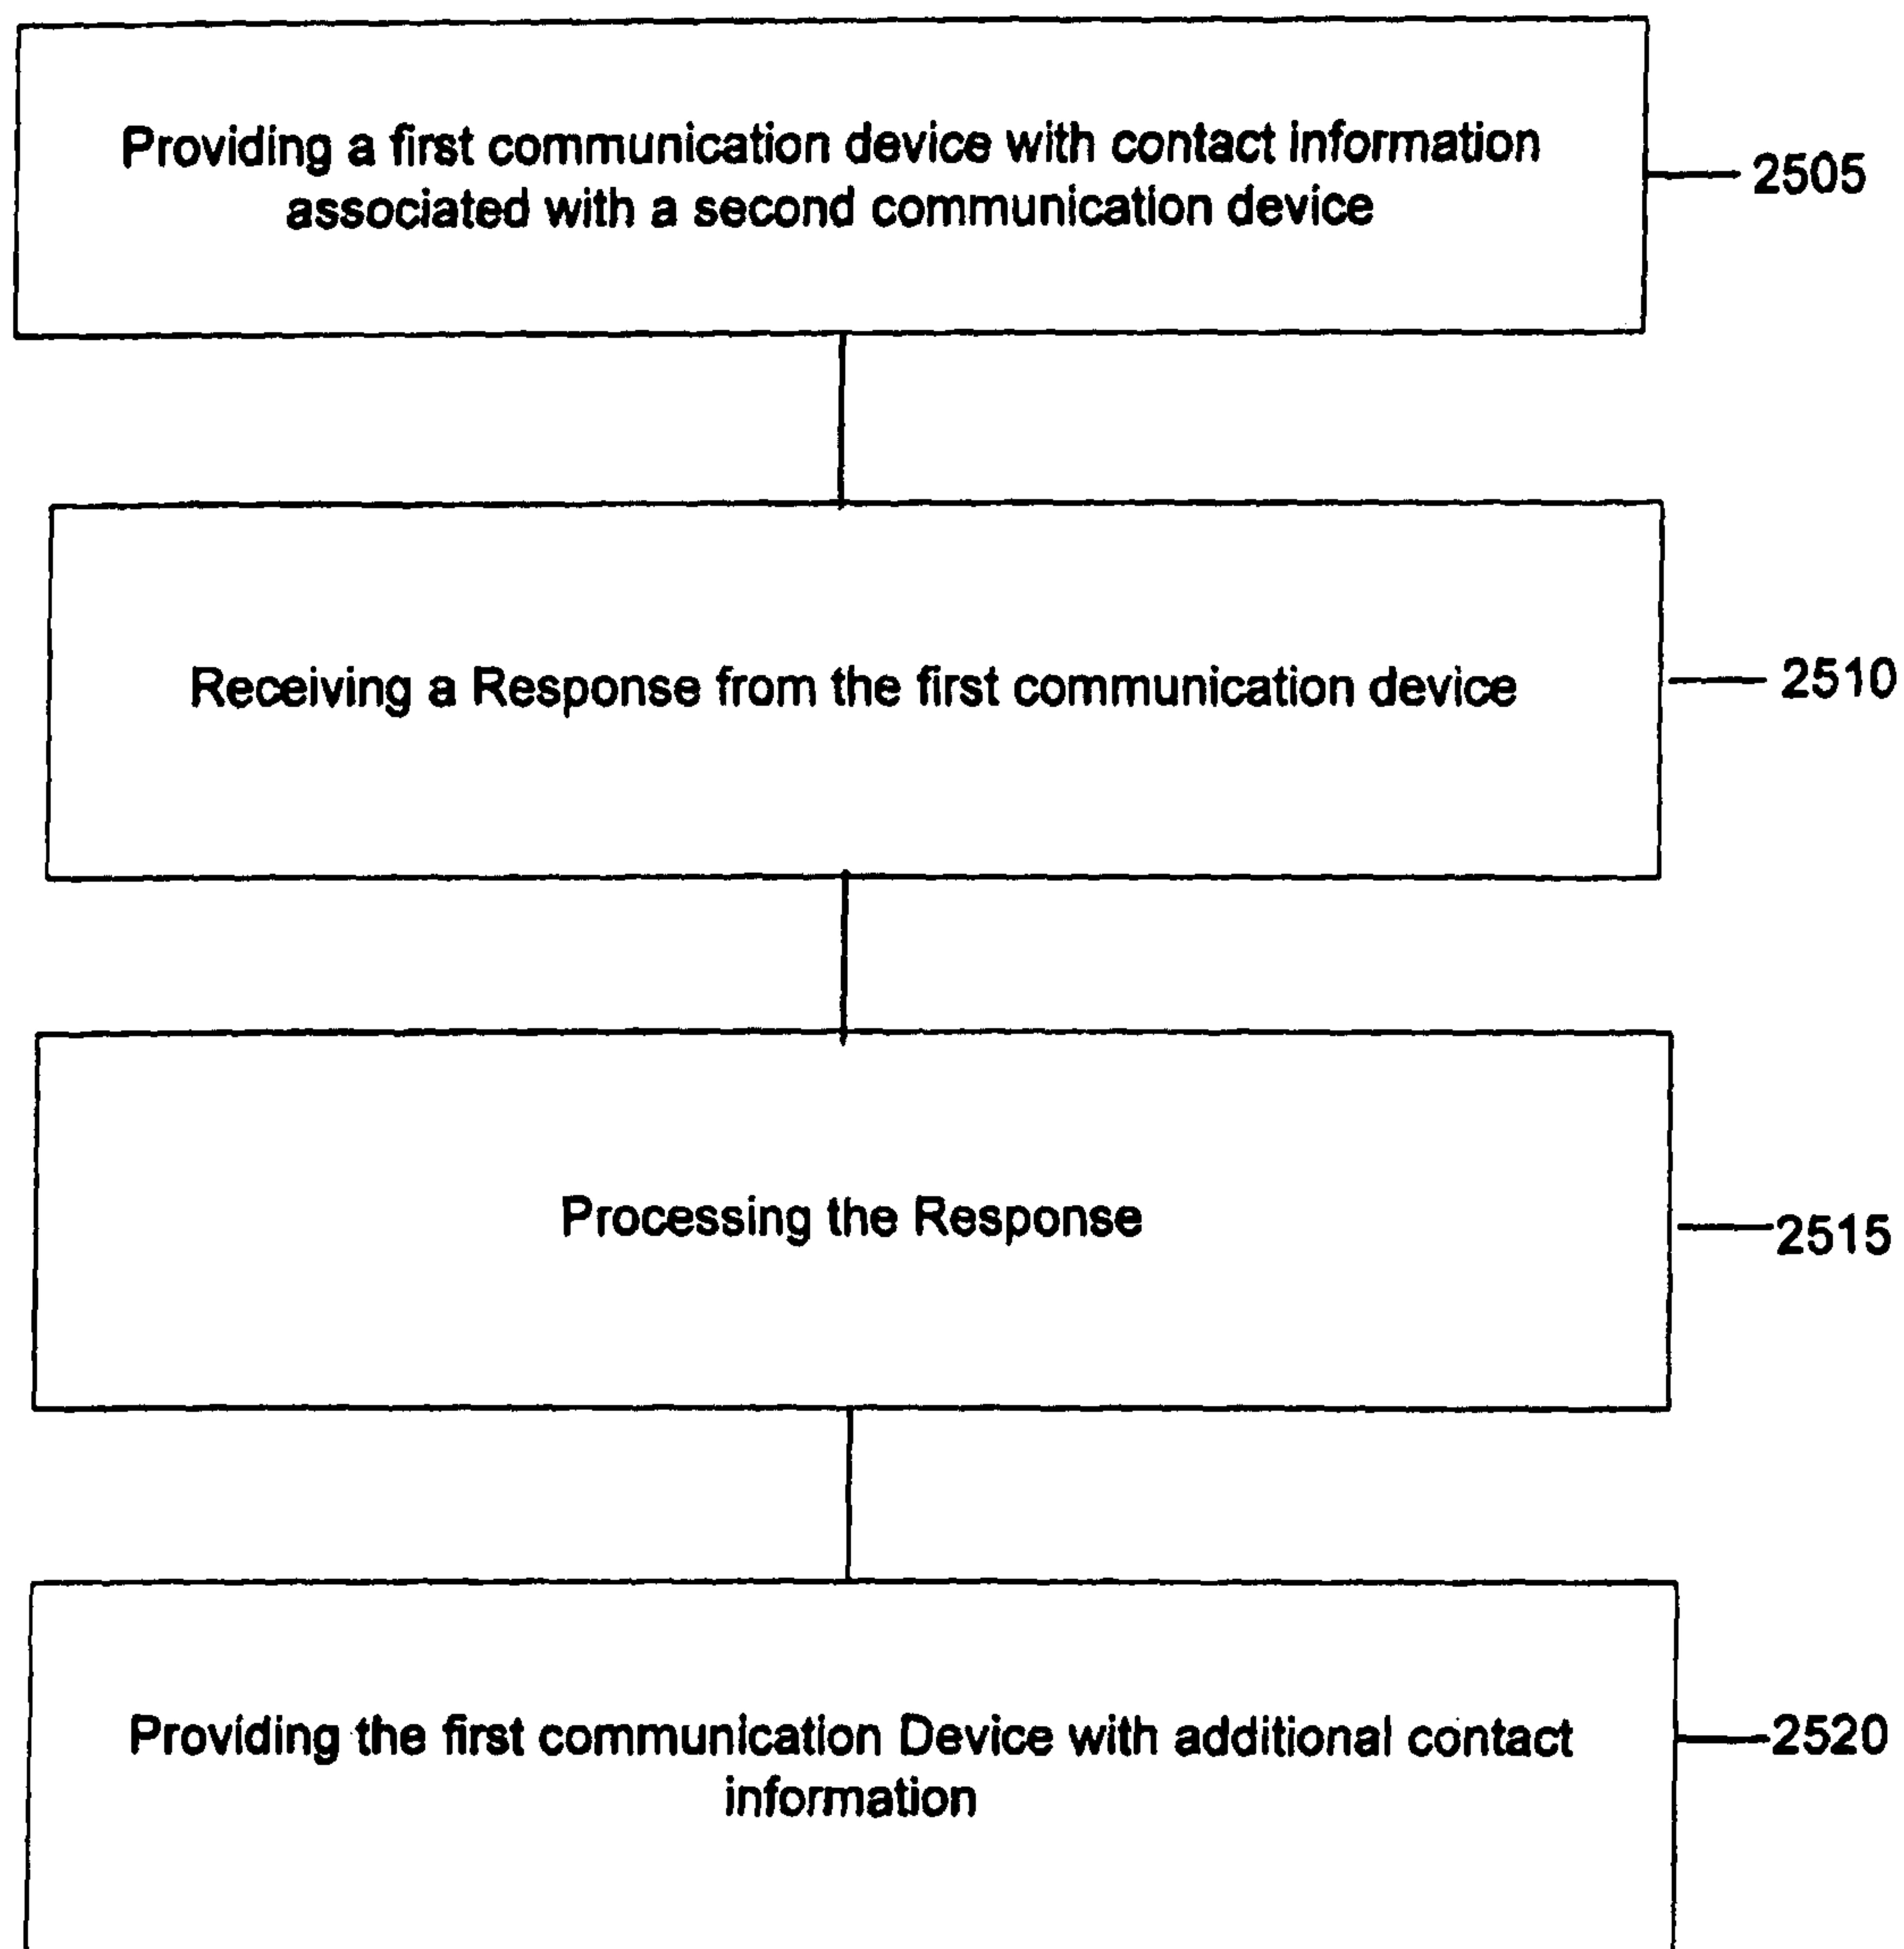 Providing a first communication device with contact information
associated with a second communication device
2505
Receiving a Response from the first communication device
2510
Processing the Response
2515
Providing the first communication Device with additional contact
information
2520